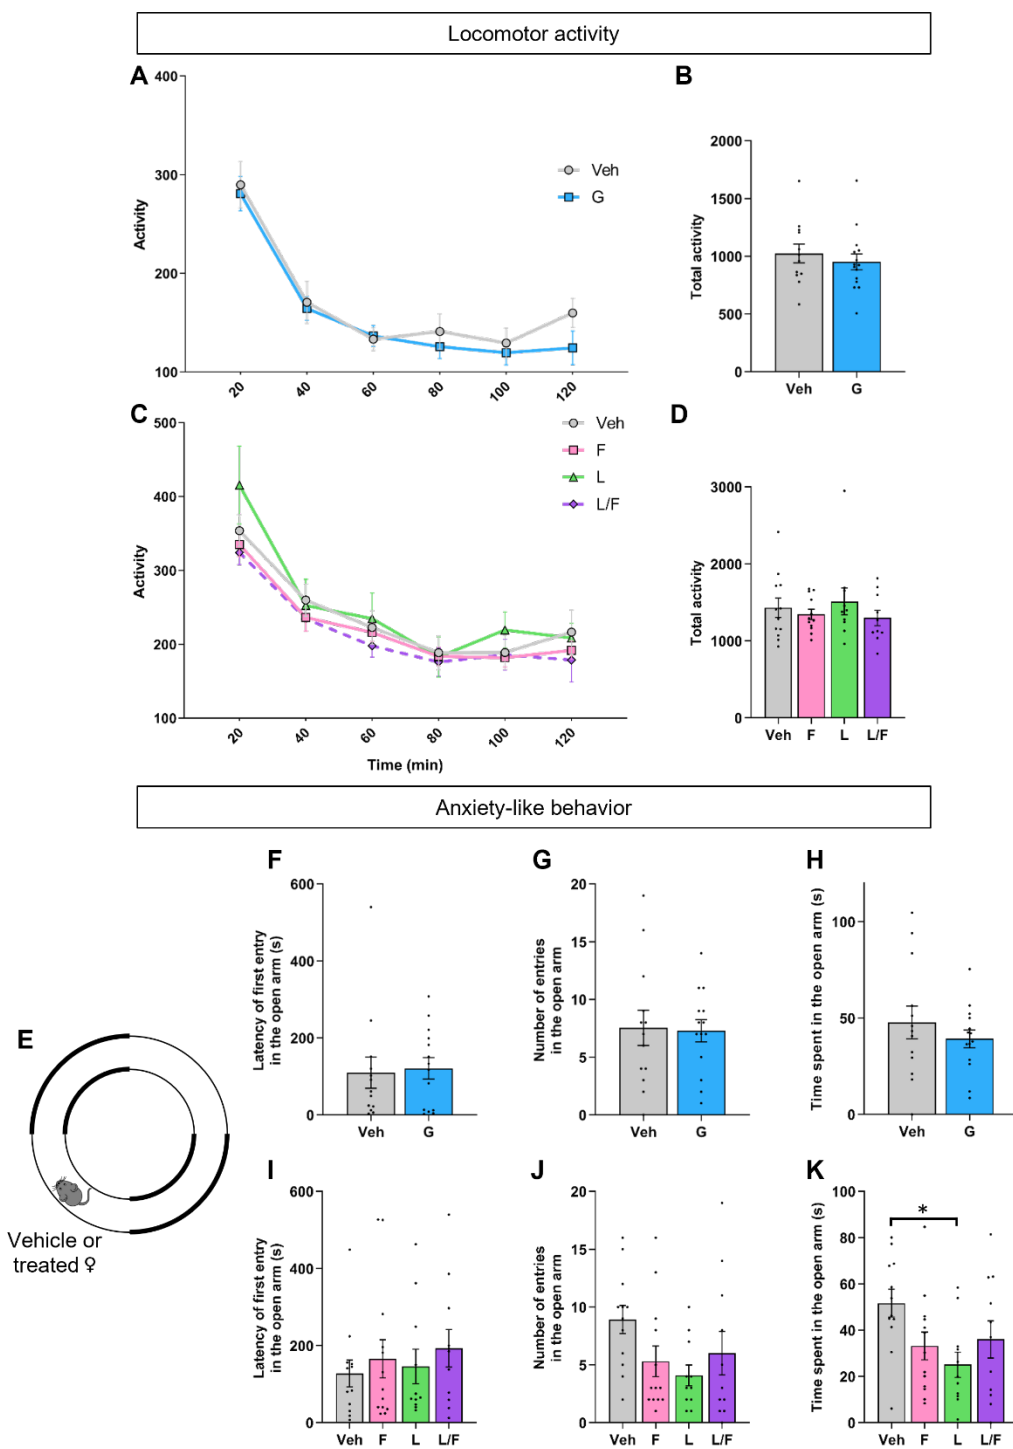 Locomotor activity
A
400
300
200
100
Activity
20 40 60 80 100 120
Veh
G
B
2000
1500
1000
500
0
Total activity
Veh G
C
500
400
300
200
100
Activity
20 40 60 80 100 120
Time (min)
Veh
F
L
L/F
D
3000
2000
1000
0
Total activity
Veh F L L/F
Anxiety-like behavior
E
Vehicle or
treated ♀
F
600
400
200
0
Latency of first entry
in the open arm (s)
Veh G
G
20
15
10
5
0
Number of entries
in the open arm
Veh G
H
100
50
0
Time spent in the open arm (s)
Veh G
I
600
400
200
0
Latency of first entry
in the open arm (s)
Veh F L L/F
J
20
15
10
5
0
Number of entries
in the open arm
Veh F L L/F
K
100
80
60
40
20
0
Time spent in the open arm (s)
*
Veh F L L/F